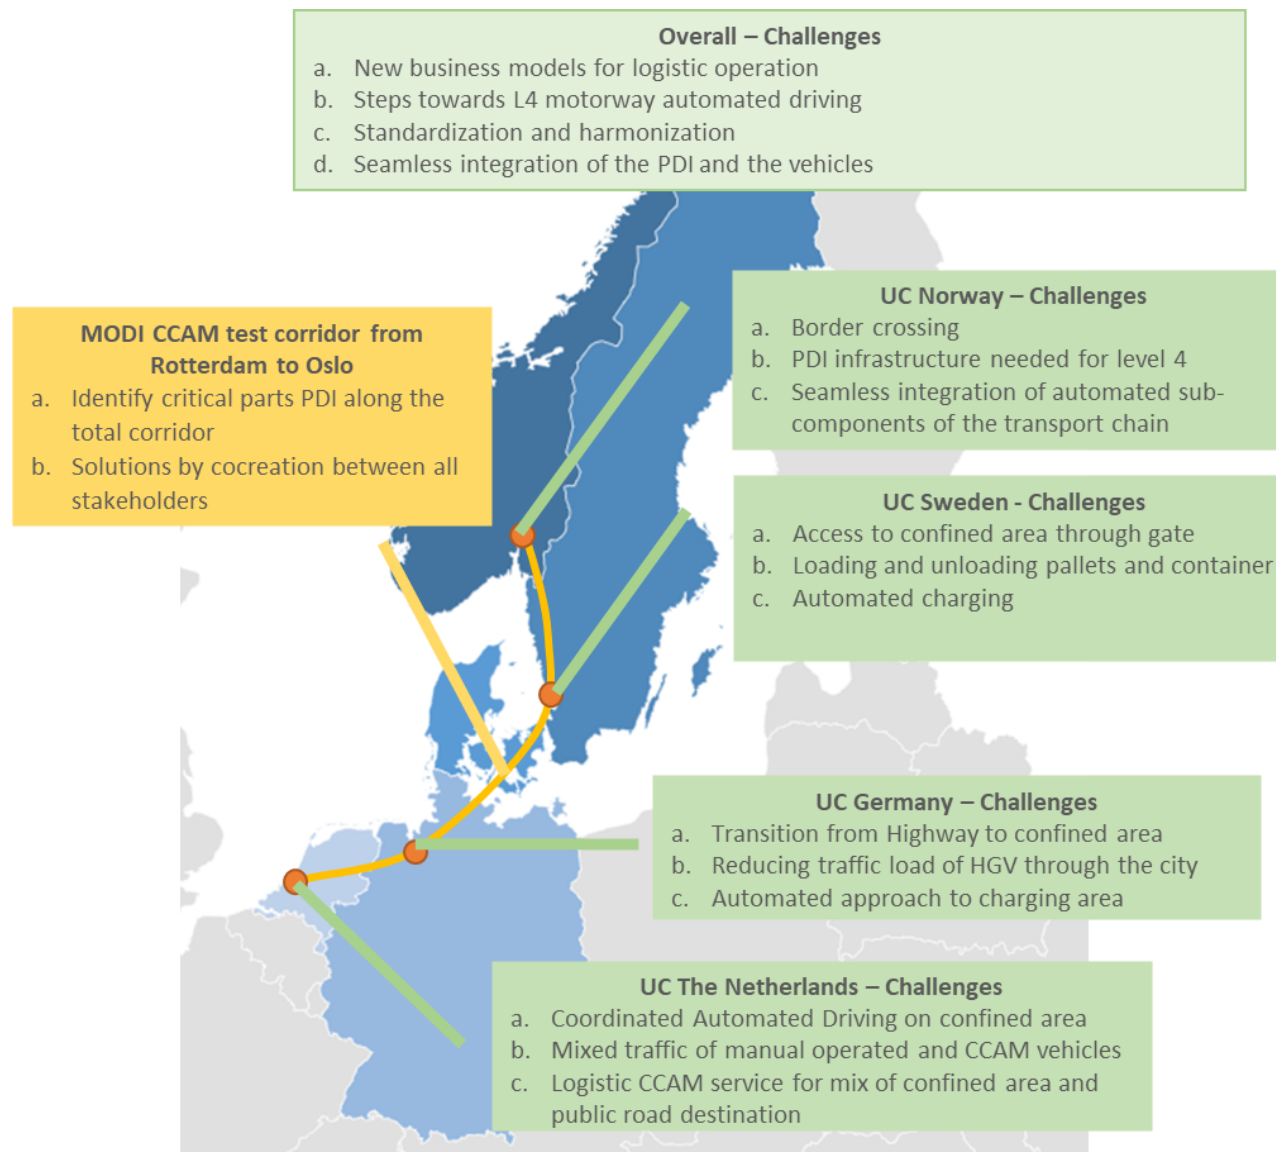 Overall – Challenges
a. New business models for logistic operation
b. Steps towards L4 motorway automated driving
c. Standardization and harmonization
d. Seamless integration of the PDI and the vehicles
UC Norway – Challenges
a. Border crossing
b. PDI infrastructure needed for level 4
c. Seamless integration of automated sub-
components of the transport chain
MODI CCAM test corridor from
Rotterdam to Oslo
a. Identify critical parts PDI along the
total corridor
b. Solutions by cocreation between all
stakeholders
UC Sweden - Challenges
a. Access to confined area through gate
b. Loading and unloading pallets and container
c. Automated charging
UC Germany – Challenges
a. Transition from Highway to confined area
b. Reducing traffic load of HGV through the city
c. Automated approach to charging area
UC The Netherlands – Challenges
a. Coordinated Automated Driving on confined area
b. Mixed traffic of manual operated and CCAM vehicles
c. Logistic CCAM service for mix of confined area and
public road destination